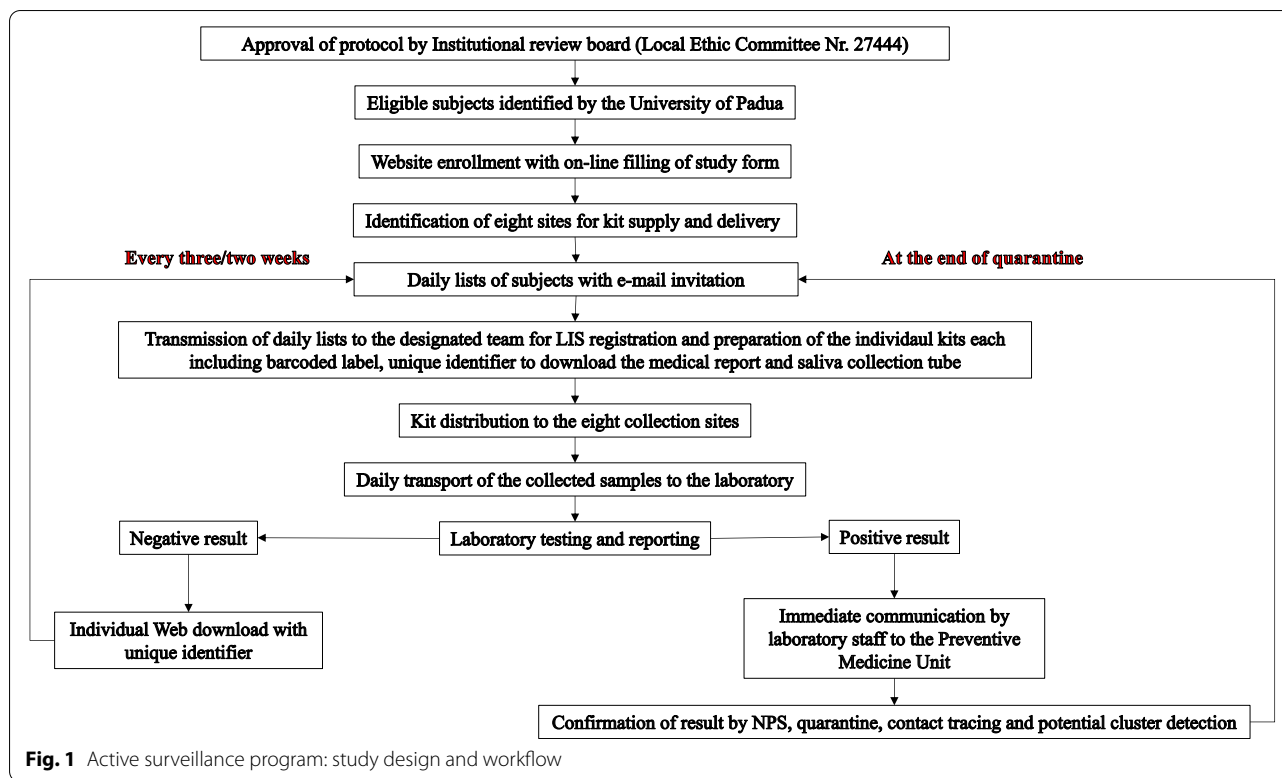 Approval of protocol by Institutional review board (Local Ethic Committee Nr. 27444)
Eligible subjects identified by the University of Padua
Website enrollment with on-line filling of study form
Identification of eight sites for kit supply and delivery
Every three/two weeks
At the end of quarantine
Daily lists of subjects with e-mail invitation
Transmission of daily lists to the designated team for LIS registration and preparation of the individaul kits each
including barcoded label, unique identifier to download the medical report and saliva collection tube
Kit distribution to the eight collection sites
Daily transport of the collected samples to the laboratory
Negative result
Laboratory testing and reporting
Positive result
Individual Web download with
unique identifier
Immediate communication by
laboratory staff to the Preventive
Medicine Unit
Confirmation of result by NPS, quarantine, contact tracing and potential cluster detection
Fig. 1 Active surveillance program: study design and workflow